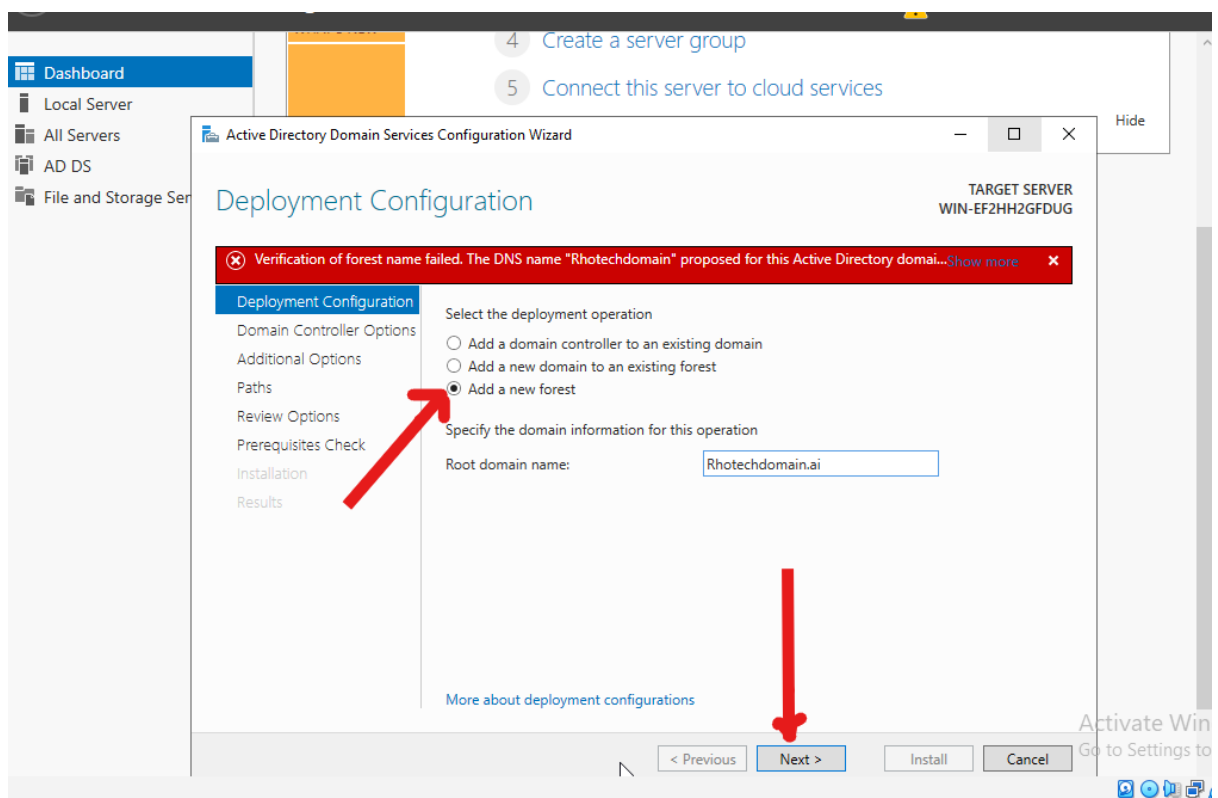 4 Create a server group
5 Connect this server to cloud services
Hide
Dashboard
Local Server
All Servers
AD DS
File and Storage Ser
Active Directory Domain Services Configuration Wizard
Deployment Configuration
TARGET SERVER
WIN-EF2HH2GFDUG
Verification of forest name failed. The DNS name "Rhotechdomain" proposed for this Active Directory domai...Show more
Deployment Configuration
Domain Controller Options
Additional Options
Paths
Review Options
Prerequisites Check
Installation
Results
Select the deployment operation
Add a domain controller to an existing domain
Add a new domain to an existing forest
Add a new forest
Specify the domain information for this operation
Root domain name: Rhotechdomain.ai
More about deployment configurations
< Previous Next > Install Cancel
Activate Win
Go to Settings to